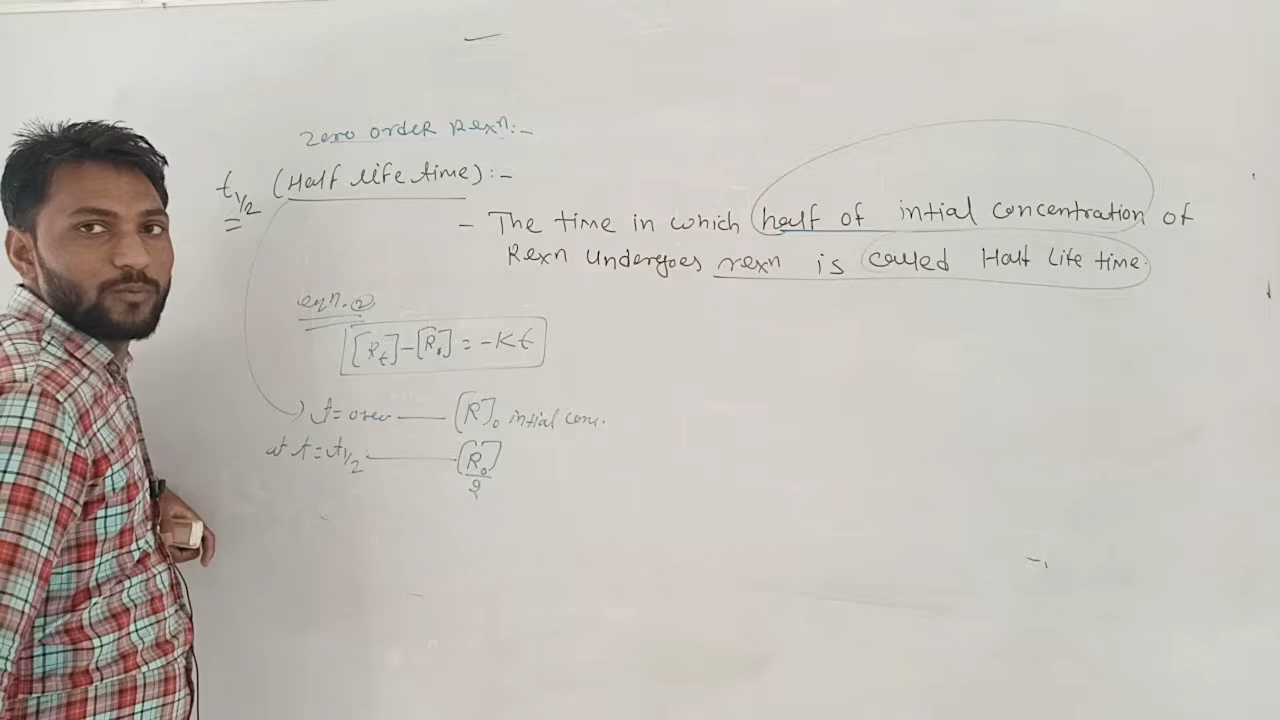 Zero order Rexn:-
t1/2 (Half life time):-
- The time in which half of intial concentration of
Rexn undergoes rexn is called Half Life time.
eqn. ②
[Rt]-[R0] = -Kt
t=0sec —— [R]0 intial conc.
at t=t1/2 —— [R0]/2